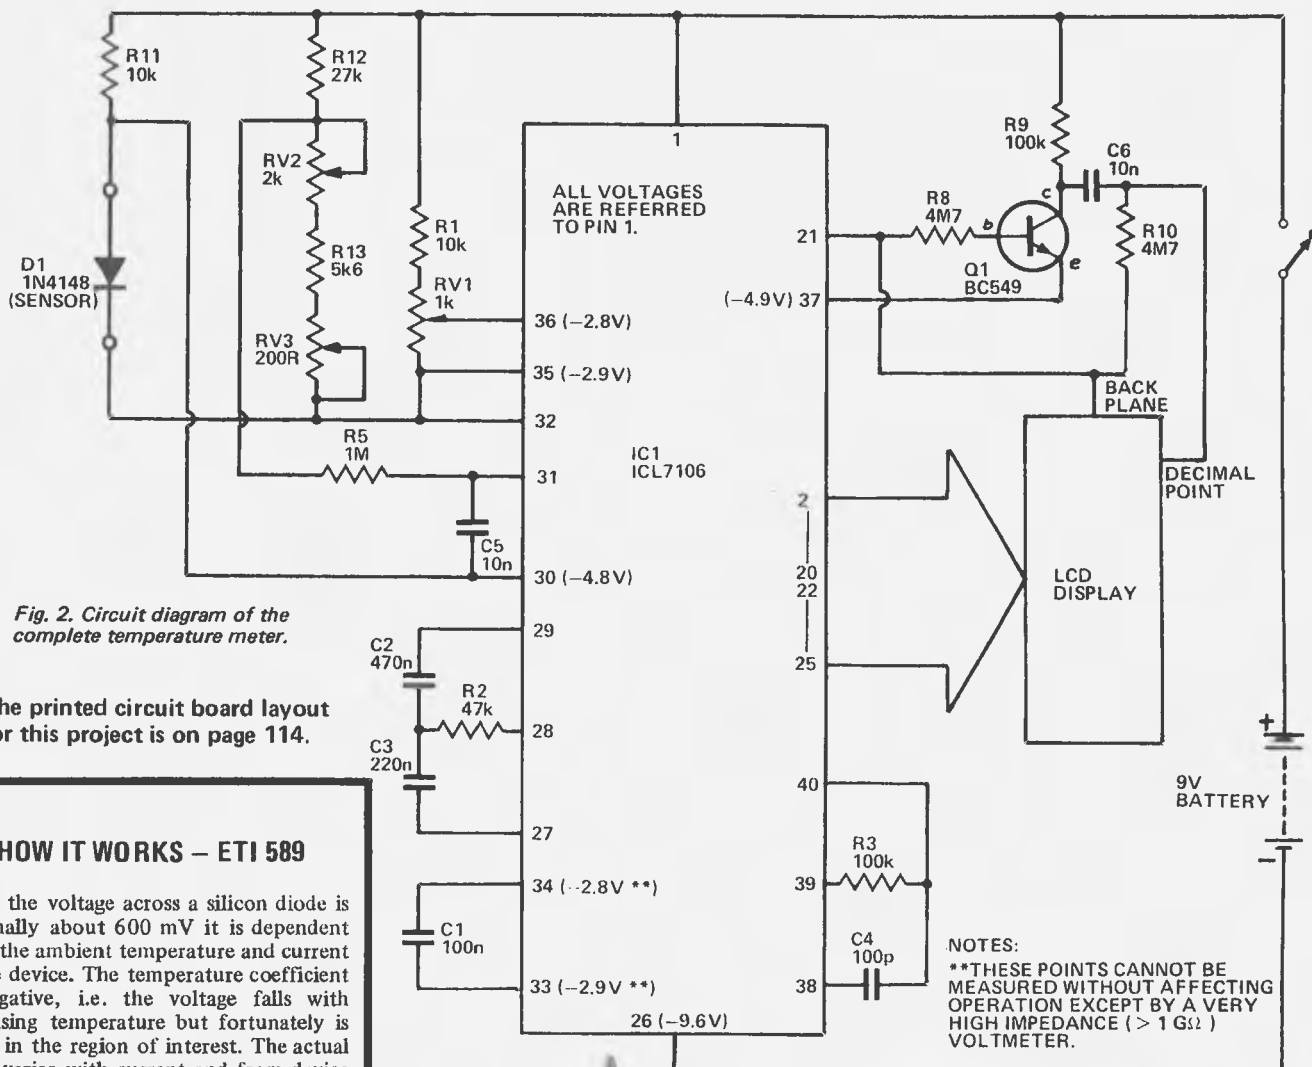 R11
10k
R12
27k
RV2
2k
R13
5k6
RV3
200R
D1
1N4148
(SENSOR)
R1
10k
RV1
1k
R5
1M
C5
10n
1
ALL VOLTAGES
ARE REFERRED
TO PIN 1.
36 (−2.8V)
35 (−2.9V)
32
31
30 (−4.8V)
IC1
ICL7106
29
28
27
34 (−2.8V **)
33 (−2.9V **)
26 (−9.6V)
21
(−4.9V) 37
2
20
22
25
40
39
38
R8
4M7
R9
100k
C6
10n
R10
4M7
b
c
e
Q1
BC549
BACK
PLANE
DECIMAL
POINT
LCD
DISPLAY
+
9V
BATTERY
−
C2
470n
R2
47k
C3
220n
C1
100n
R3
100k
C4
100p
Fig. 2. Circuit diagram of the
complete temperature meter.
he printed circuit board layout
or this project is on page 114.
HOW IT WORKS – ETI 589
the voltage across a silicon diode is
nally about 600 mV it is dependent
the ambient temperature and current
device. The temperature coefficient
gative, i.e. the voltage falls with
sing temperature but fortunately is
in the region of interest. The actual
NOTES:
**THESE POINTS CANNOT BE
MEASURED WITHOUT AFFECTING
OPERATION EXCEPT BY A VERY
HIGH IMPEDANCE (> 1 GΩ )
VOLTMETER.